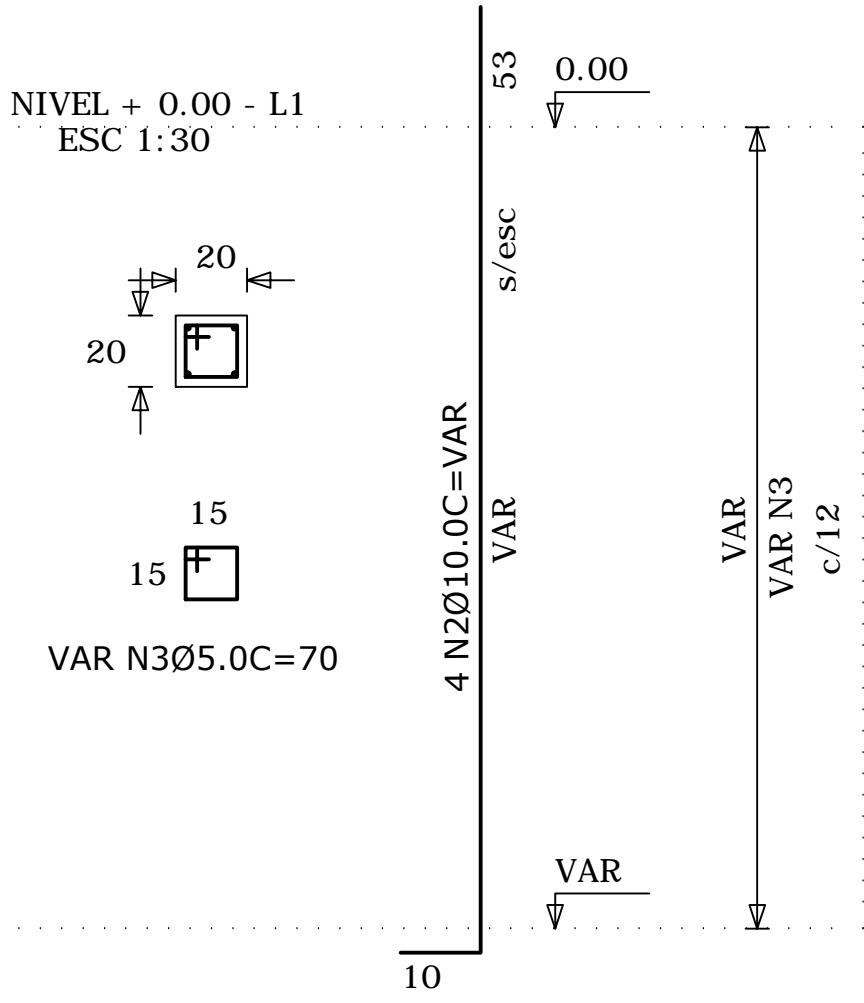 53
0.00
NIVEL + 0.00 - L1
ESC 1:30
s/esc
20
20
4 N2Ø10.0C=VAR
VAR
VAR
VAR N3
c/12
15
15
VAR N3Ø5.0C=70
VAR
10